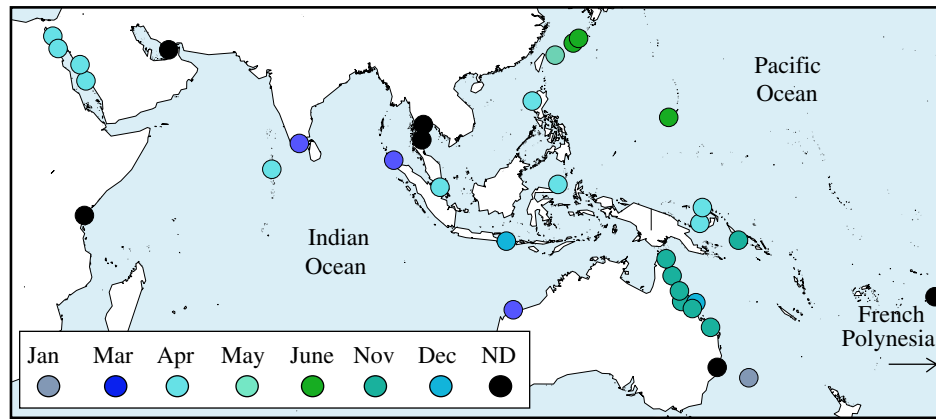 Pacific
Ocean
Indian
Ocean
French
Polynesia
Jan Mar Apr May June Nov Dec ND